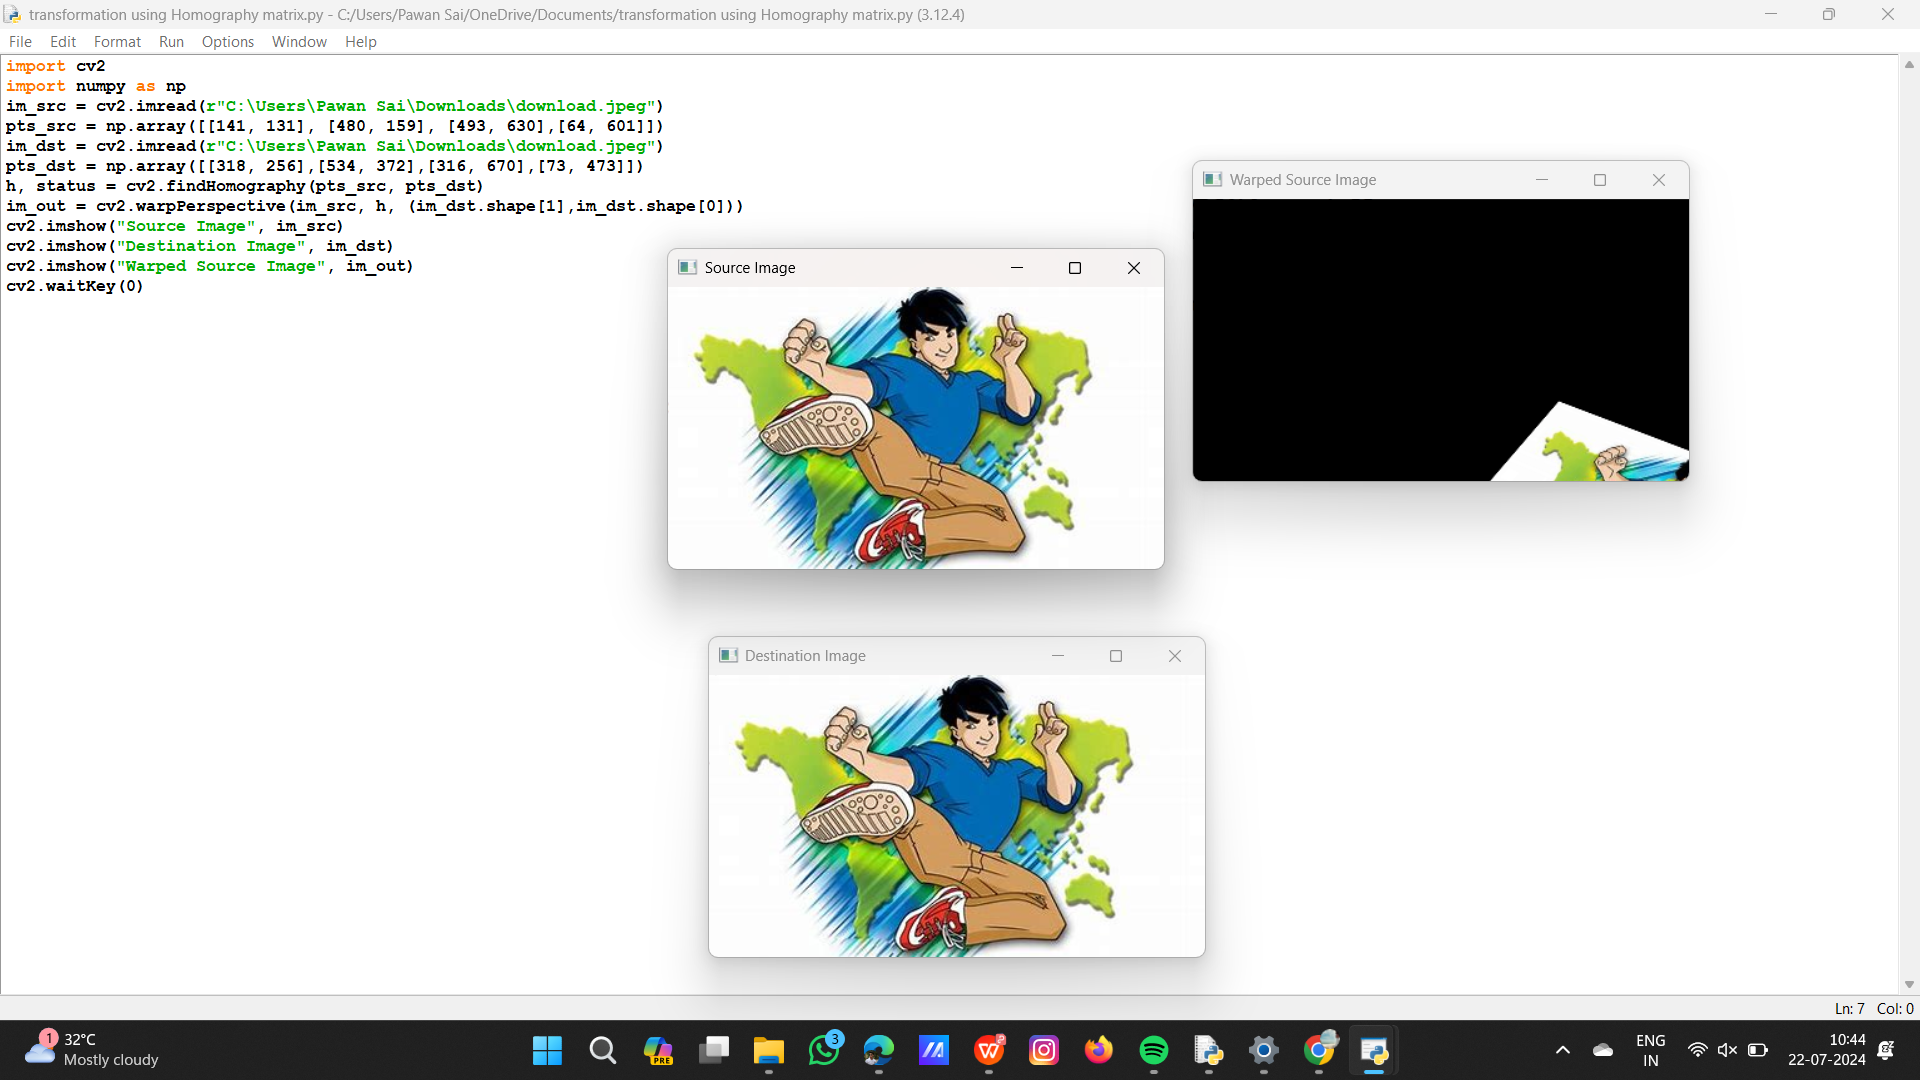 transformation using Homography matrix.py - C:/Users/Pawan Sai/OneDrive/Documents/transformation using Homography matrix.py (3.12.4)
File Edit Format Run Options Window Help
import cv2
import numpy as np
im_src = cv2.imread(r"C:\Users\Pawan Sai\Downloads\download.jpeg")
pts_src = np.array([[141, 131], [480, 159], [493, 630],[64, 601]])
im_dst = cv2.imread(r"C:\Users\Pawan Sai\Downloads\download.jpeg")
pts_dst = np.array([[318, 256],[534, 372],[316, 670],[73, 473]])
h, status = cv2.findHomography(pts_src, pts_dst)
im_out = cv2.warpPerspective(im_src, h, (im_dst.shape[1],im_dst.shape[0]))
cv2.imshow("Source Image", im_src)
cv2.imshow("Destination Image", im_dst)
cv2.imshow("Warped Source Image", im_out)
cv2.waitKey(0)
Warped Source Image
Source Image
Destination Image
Ln: 7 Col: 0
1
32°C
Mostly cloudy
PRE
3
W
ENG
IN
10:44
22-07-2024